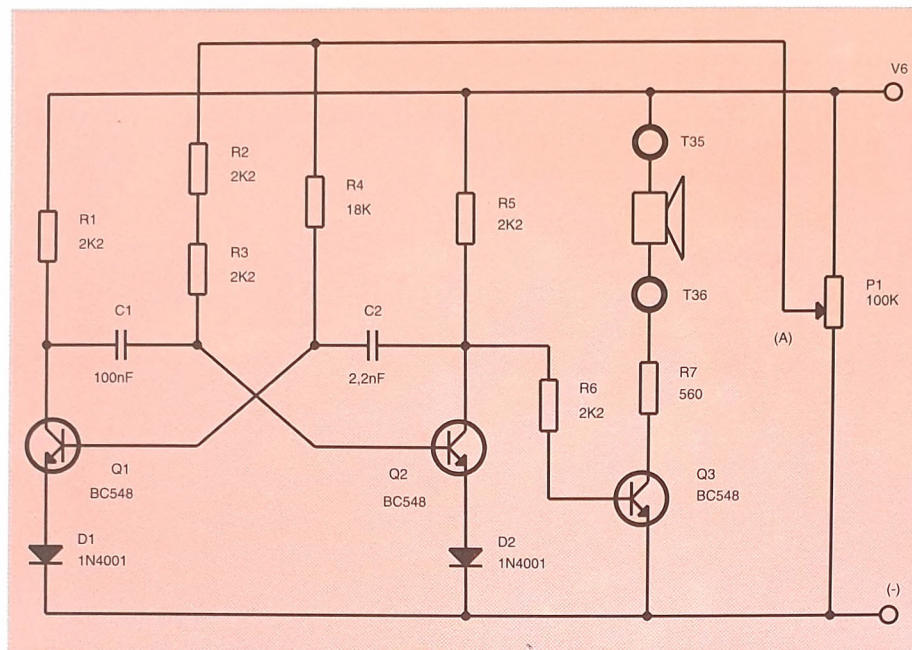 V6
R2
2K2
T35
R4
18K
R5
2K2
R1
2K2
R3
2K2
P1
100K
T36
C1
C2
(A)
100nF
2,2nF
R7
560
R6
2K2
Q1
BC548
Q2
BC548
Q3
BC548
D1
1N4001
D2
1N4001
(-)